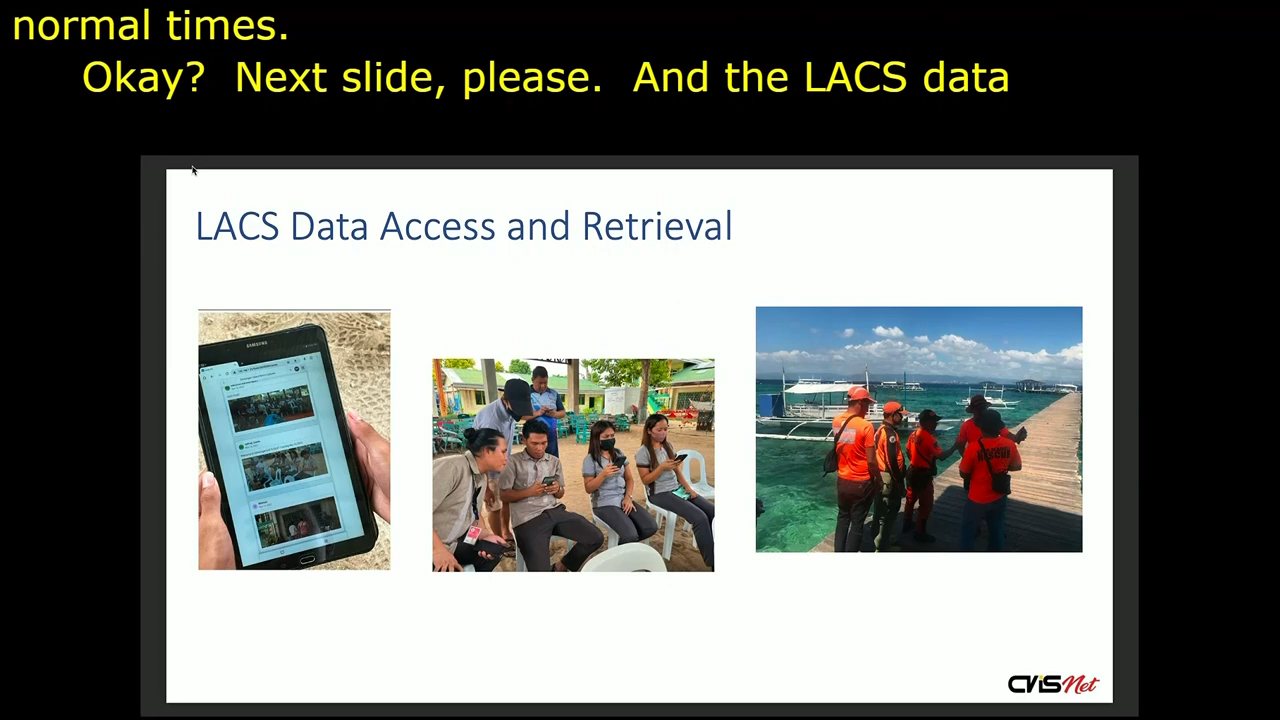 normal times.
Okay? Next slide, please. And the LACS data
LACS Data Access and Retrieval
SAMSUNG
CViSNet